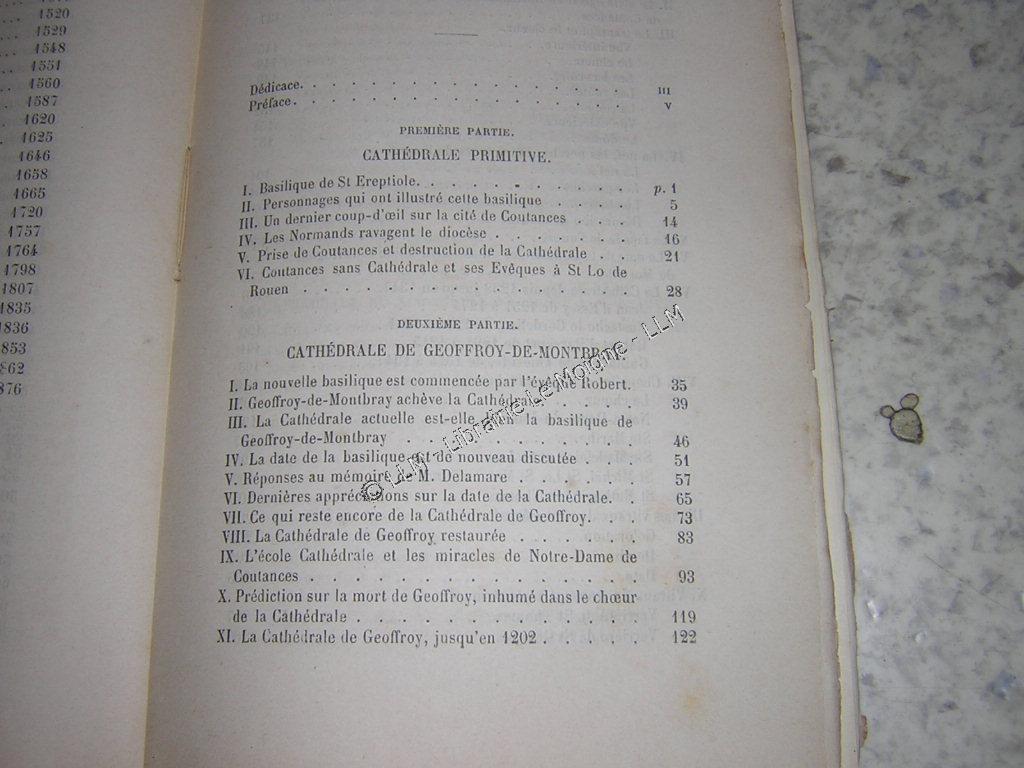 1520
1529
1548
1551
1560
1587
1620
1625
1646
1658
1665
1720
1757
1764
1798
1807
1835
1836
1853
1862
1876
Dédicace. . . . . . . . . . . . . . . III
Préface. . . . . . . . . . . . . . . . V
PREMIÈRE PARTIE.
CATHÉDRALE PRIMITIVE.
I. Basilique de St Ereptiole. . . . . . . . . . . p. 1
II. Personnages qui ont illustré cette basilique . . . . . 5
III. Un dernier coup-d'œil sur la cité de Coutances . . . 14
IV. Les Normands ravagent le diocèse . . . . . . . 16
V. Prise de Coutances et destruction de la Cathédrale . . 21
VI. Coutances sans Cathédrale et ses Evêques à St Lo de
Rouen . . . . . . . . . . . . . . . 28
DEUXIÈME PARTIE.
CATHÉDRALE DE GEOFFROY-DE-MONTBRAY.
I. La nouvelle basilique est commencée par l'évêque Robert. 35
II. Geoffroy-de-Montbray achève la Cathédrale . . . . 39
III. La Cathédrale actuelle est-elle bien la basilique de
Geoffroy-de-Montbray . . . . . . . . . . 46
IV. La date de la basilique est de nouveau discutée . . . 51
V. Réponses au mémoire de M. Delamare . . . . . . 57
VI. Dernières appréciations sur la date de la Cathédrale. . 65
VII. Ce qui reste encore de la Cathédrale de Geoffroy. . . 73
VIII. La Cathédrale de Geoffroy restaurée . . . . . . 83
IX. L'école Cathédrale et les miracles de Notre-Dame de
Coutances . . . . . . . . . . . . . . 93
X. Prédiction sur la mort de Geoffroy, inhumé dans le chœur
de la Cathédrale . . . . . . . . . . . . 119
XI. La Cathédrale de Geoffroy, jusqu'en 1202 . . . . . 122
© LLM - Librairie Le Moigne - LLM